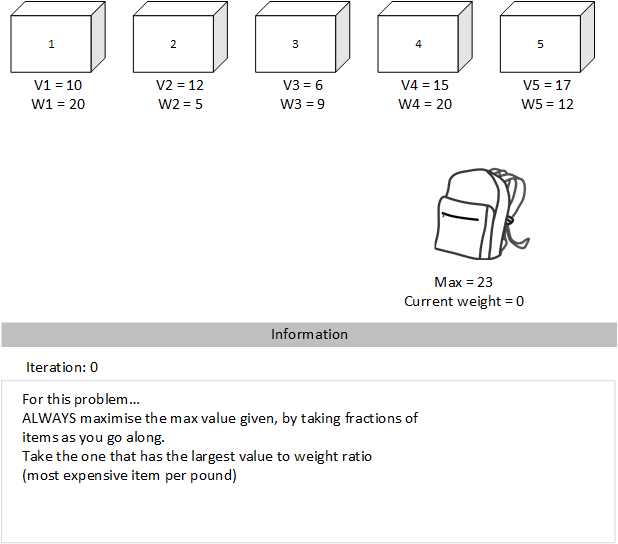 1 2 3 4 5
V1 = 10 V2 = 12 V3 = 6 V4 = 15 V5 = 17
W1 = 20 W2 = 5 W3 = 9 W4 = 20 W5 = 12
Max = 23
Current weight = 0
Information
Iteration: 0
For this problem...
ALWAYS maximise the max value given, by taking fractions of
items as you go along.
Take the one that has the largest value to weight ratio
(most expensive item per pound)